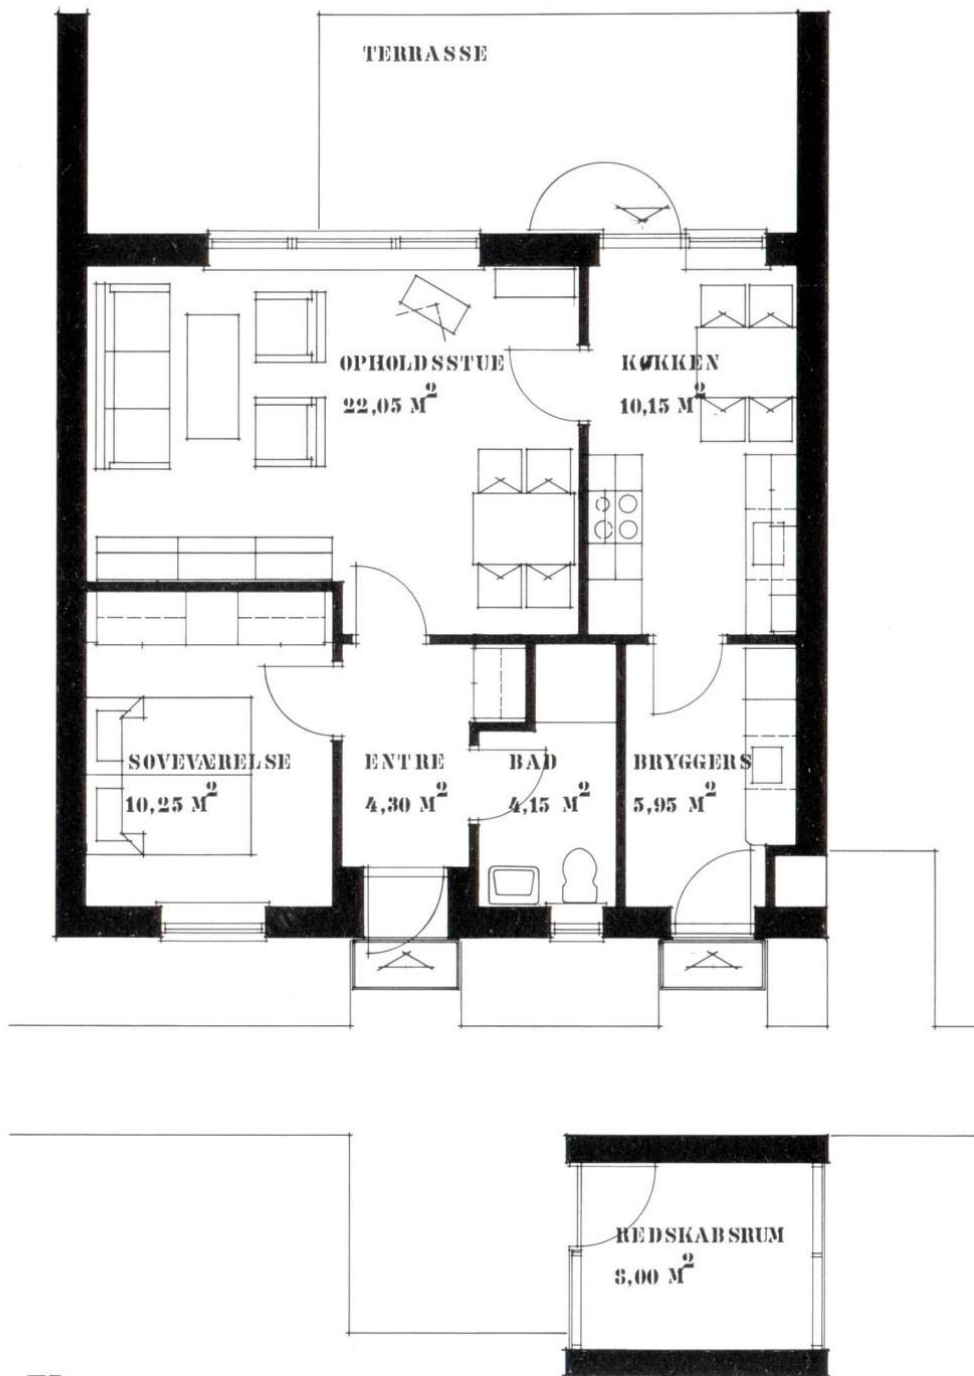 TERRASSE
OPHOLDSSTUE
22,05 M²
KØKKEN
10,15 M²
SOVEVÆRELSE
10,25 M²
ENTRE
4,30 M²
BAD
4,15 M²
BRYGGERS
5,95 M²
REDSKABSRUM
8,00 M²